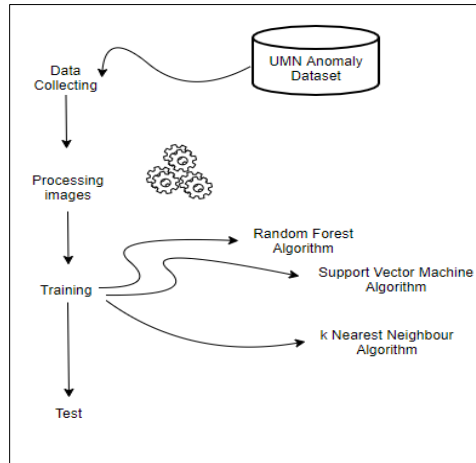 UMN Anomaly
Dataset
Data
Collecting
Processing
images
Random Forest
Algorithm
Support Vector Machine
Algorithm
Training
k Nearest Neighbour
Algorithm
Test